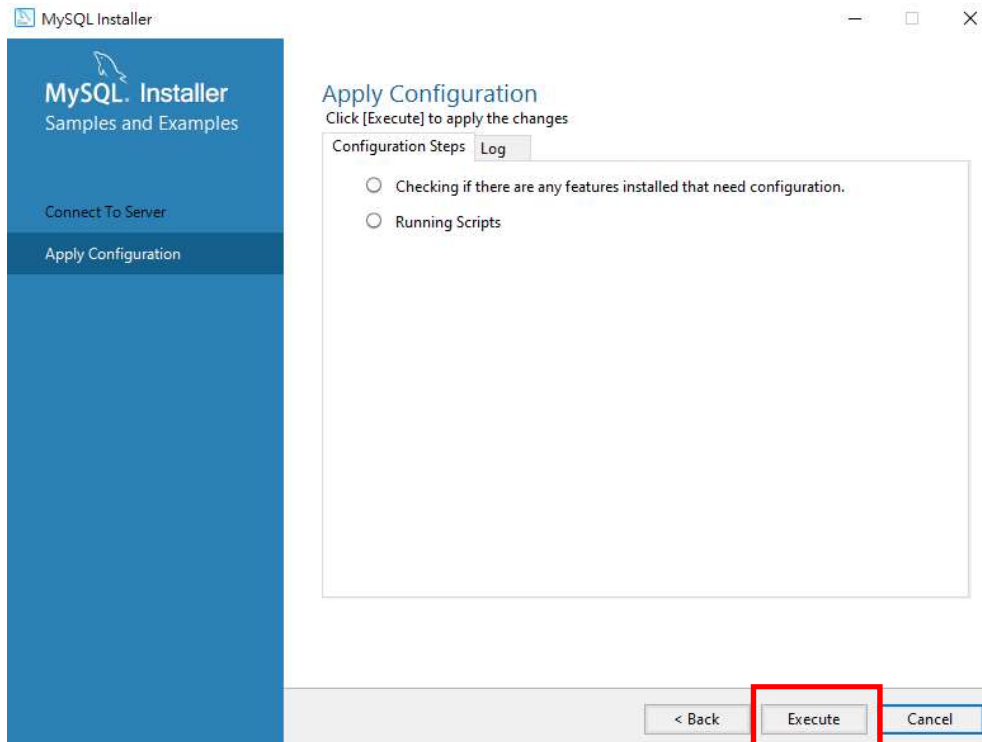 MySQL Installer
MySQL. Installer
Samples and Examples
Connect To Server
Apply Configuration
Apply Configuration
Click [Execute] to apply the changes
Configuration Steps Log
Checking if there are any features installed that need configuration.
Running Scripts
< Back Execute Cancel